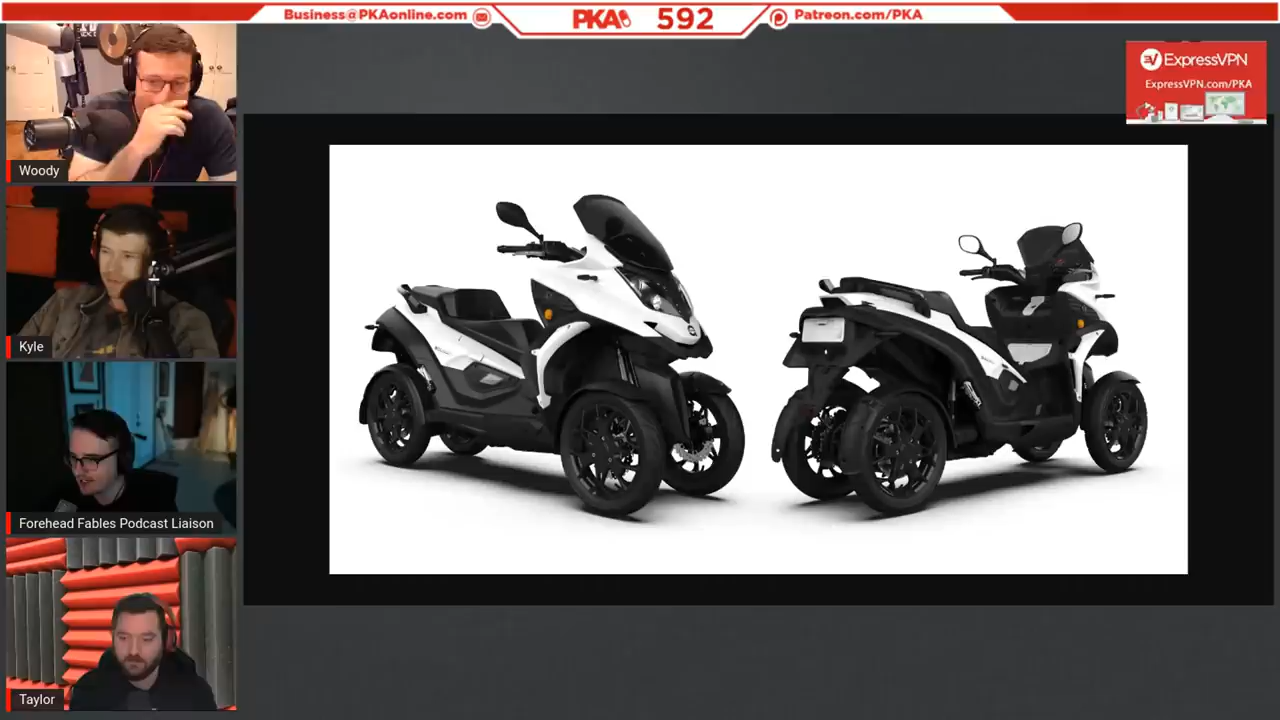 Business@PKAonline.com
PKA 592
Patreon.com/PKA
ExpressVPN
ExpressVPN.com/PKA
Woody
Kyle
Forehead Fables Podcast Liaison
Taylor